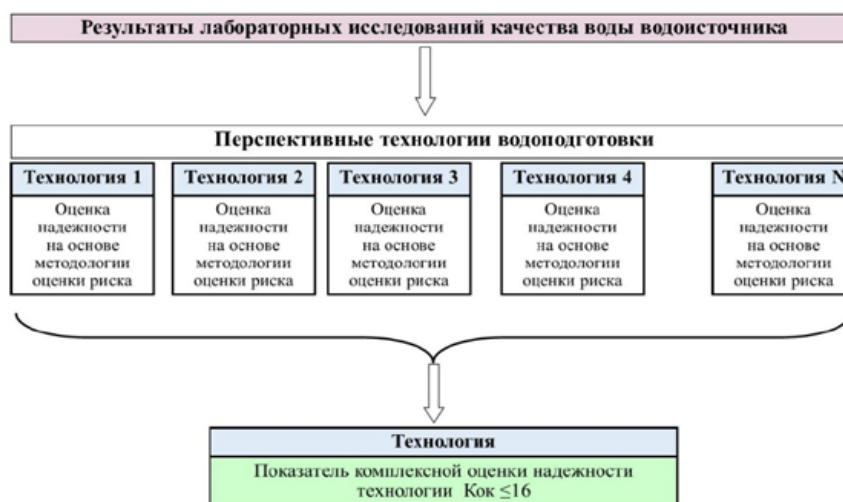 Результаты лабораторных исследований качества воды водоисточника
Перспективные технологии водоподготовки
Технология 1
Оценка
надежности
на основе
методологии
оценки риска
Технология 2
Оценка
надежности
на основе
методологии
оценки риска
Технология 3
Оценка
надежности
на основе
методологии
оценки риска
Технология 4
Оценка
надежности
на основе
методологии
оценки риска
Технология N
Оценка
надежности
на основе
методологии
оценки риска
Технология
Показатель комплексной оценки надежности
технологии Кок ≤16